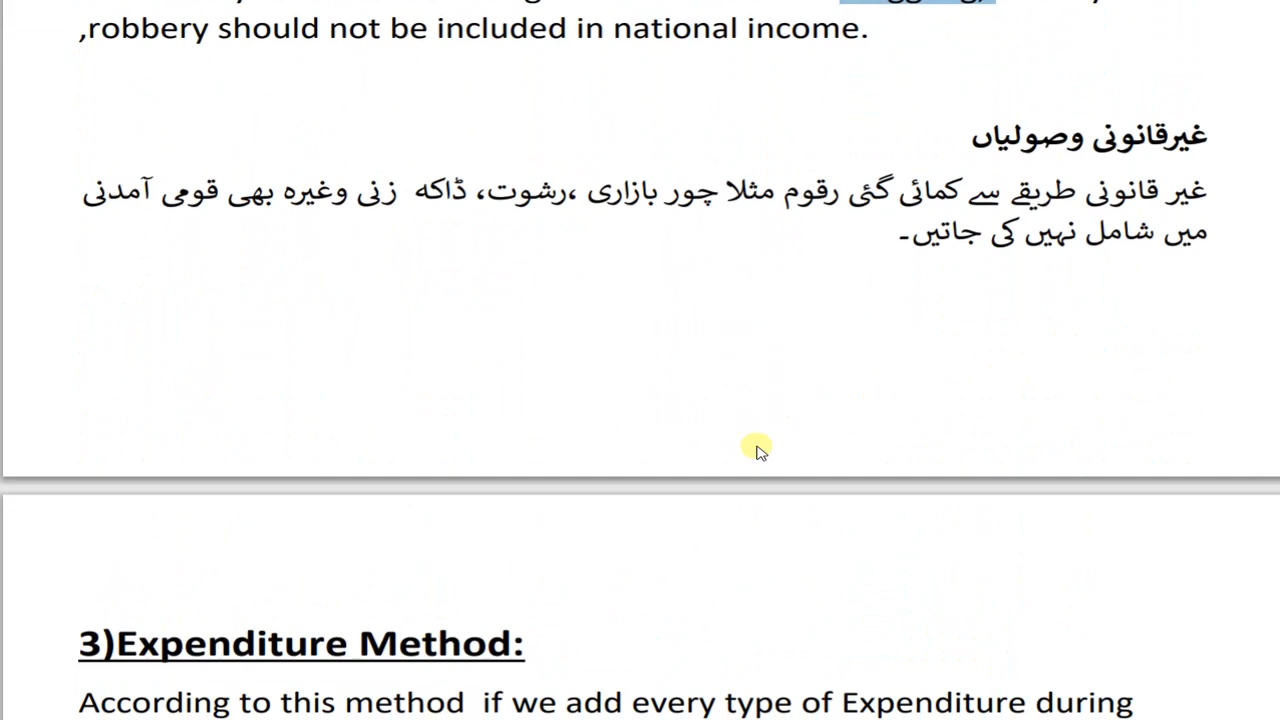 ,robbery should not be included in national income.
غیرقانونی وصولیاں
غیر قانونی طریقے سے کمائی گئی رقوم مثلا چور بازاری ،رشوت، ڈاکہ زنی وغیرہ بھی قومی آمدنی
میں شامل نہیں کی جاتیں۔
3)Expenditure Method:
According to this method if we add every type of Expenditure during